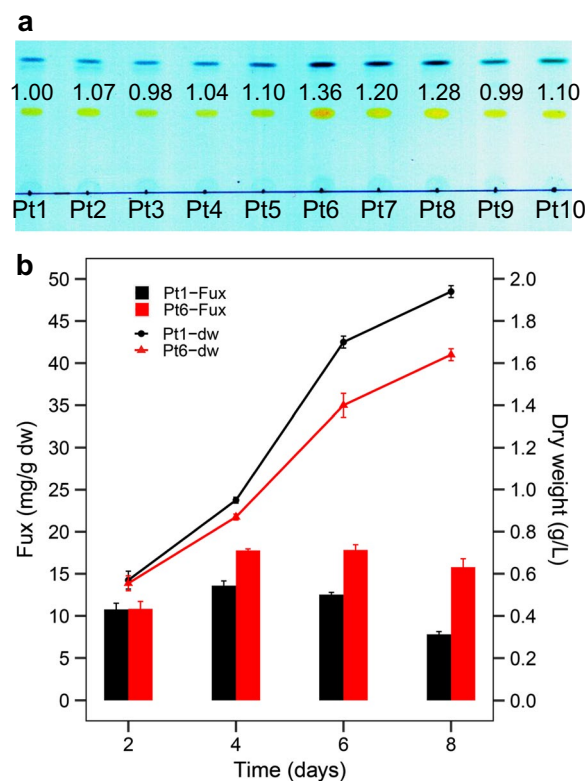 a
1.00 1.07 0.98 1.04 1.10 1.36 1.20 1.28 0.99 1.10
Pt1 Pt2 Pt3 Pt4 Pt5 Pt6 Pt7 Pt8 Pt9 Pt10
b
Pt1-Fux
Pt6-Fux
Pt1-dw
Pt6-dw
Fux (mg/g dw)
50
45
40
35
30
25
20
15
10
5
0
Dry weight (g/L)
2.0
1.8
1.6
1.4
1.2
1.0
0.8
0.6
0.4
0.2
0.0
2 4 6 8
Time (days)